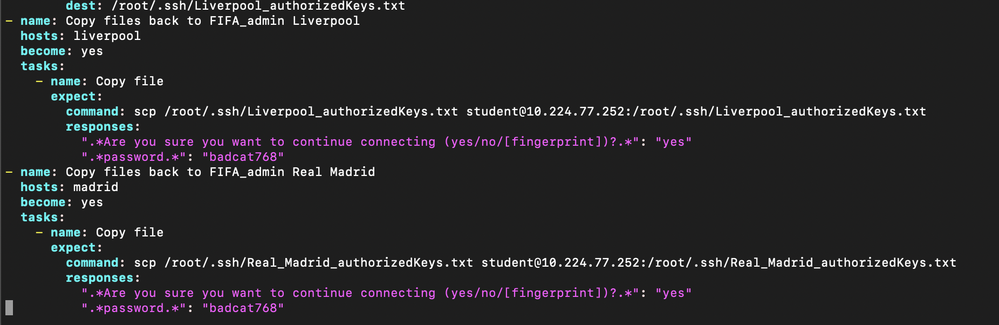 dest: /root/.ssh/Liverpool_authorizedKeys.txt
- name: Copy files back to FIFA_admin Liverpool
hosts: liverpool
become: yes
tasks:
- name: Copy file
expect:
command: scp /root/.ssh/Liverpool_authorizedKeys.txt student@10.224.77.252:/root/.ssh/Liverpool_authorizedKeys.txt
responses:
".*Are you sure you want to continue connecting (yes/no/[fingerprint])?.*": "yes"
".*password.*": "badcat768"
- name: Copy files back to FIFA_admin Real Madrid
hosts: madrid
become: yes
tasks:
- name: Copy file
expect:
command: scp /root/.ssh/Real_Madrid_authorizedKeys.txt student@10.224.77.252:/root/.ssh/Real_Madrid_authorizedKeys.txt
responses:
".*Are you sure you want to continue connecting (yes/no/[fingerprint])?.*": "yes"
".*password.*": "badcat768"